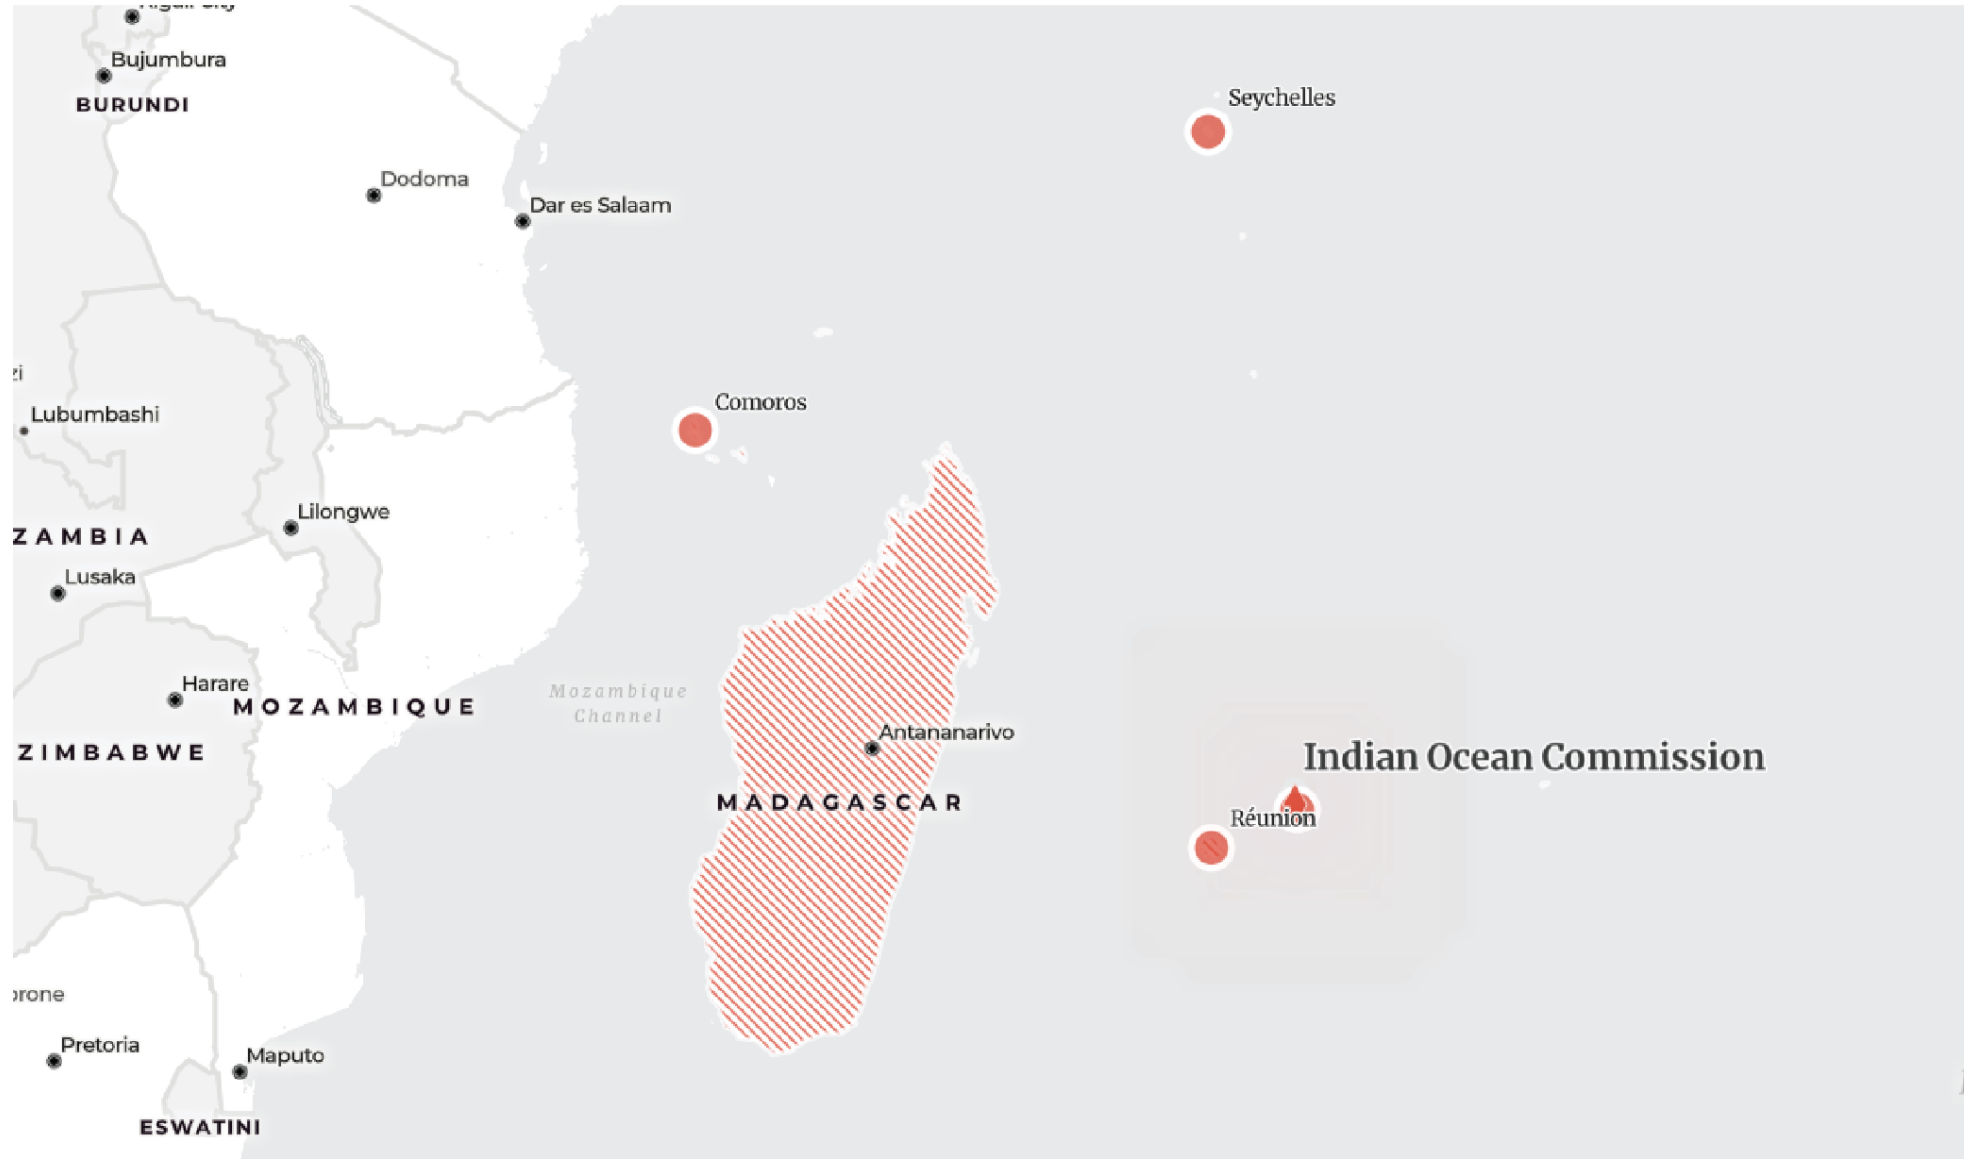 Bujumbura
BURUNDI
Seychelles
Dodoma
Dar es Salaam
Comoros
Lubumbashi
Lilongwe
ZAMBIA
Lusaka
Harare
MOZAMBIQUE
Mozambique
Channel
Antananarivo
ZIMBABWE
Indian Ocean Commission
MADAGASCAR
Réunion
Pretoria
Maputo
ESWATINI